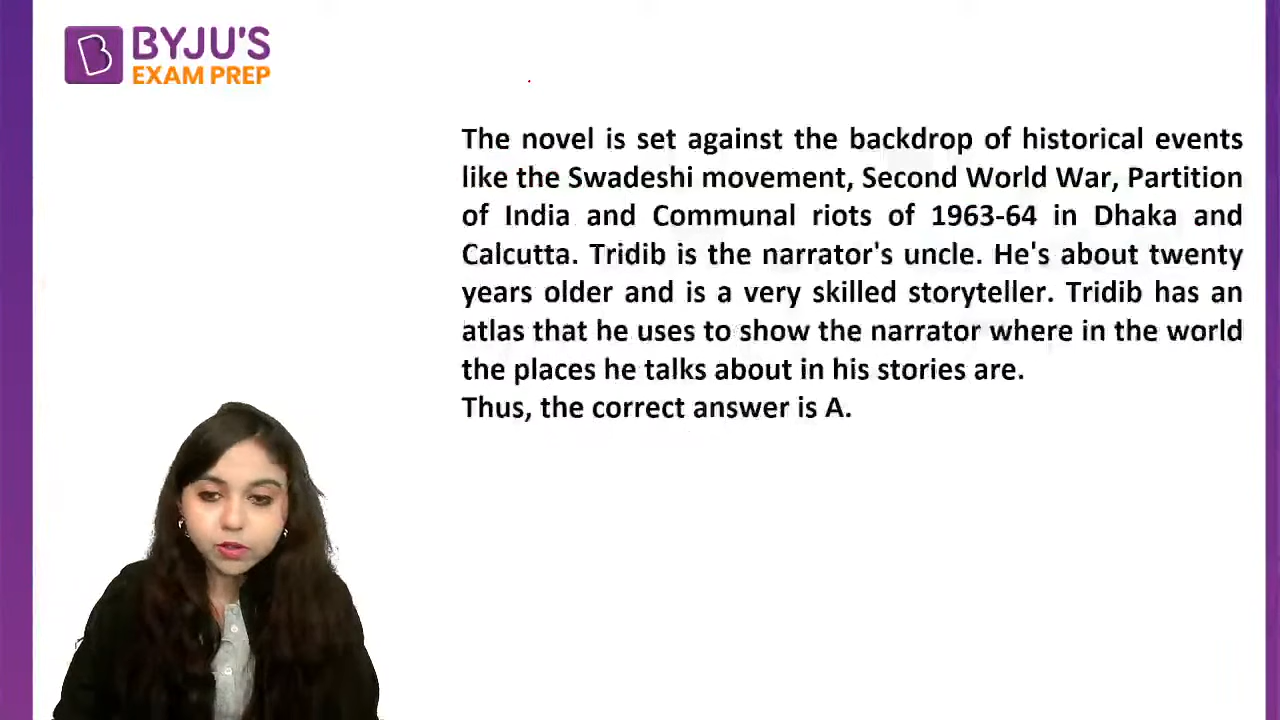 BYJU'S
EXAM PREP
The novel is set against the backdrop of historical events
like the Swadeshi movement, Second World War, Partition
of India and Communal riots of 1963-64 in Dhaka and
Calcutta. Tridib is the narrator's uncle. He's about twenty
years older and is a very skilled storyteller. Tridib has an
atlas that he uses to show the narrator where in the world
the places he talks about in his stories are.
Thus, the correct answer is A.